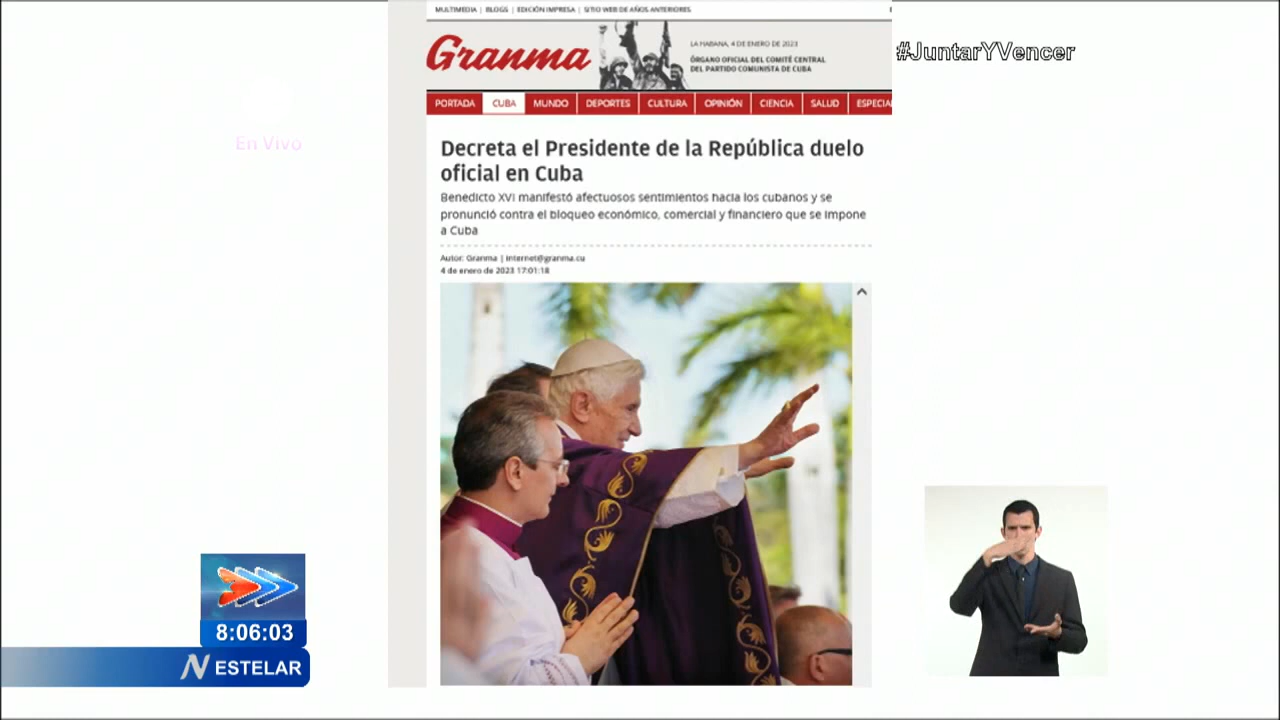 MULTIMEDIA | BLOGS | EDICIÓN IMPRESA | SITIO WEB DE AÑOS ANTERIORES
Granma
LA HABANA, 4 DE ENERO DE 2023
ÓRGANO OFICIAL DEL COMITÉ CENTRAL
DEL PARTIDO COMUNISTA DE CUBA
#JuntarYVencer
PORTADA CUBA MUNDO DEPORTES CULTURA OPINIÓN CIENCIA SALUD ESPECIA
En Vivo
Decreta el Presidente de la República duelo
oficial en Cuba
Benedicto XVI manifestó afectuosos sentimientos hacia los cubanos y se
pronunció contra el bloqueo económico, comercial y financiero que se impone
a Cuba
Autor: Granma | internet@granma.cu
4 de enero de 2023 17:01:18
8:06:03
N ESTELAR